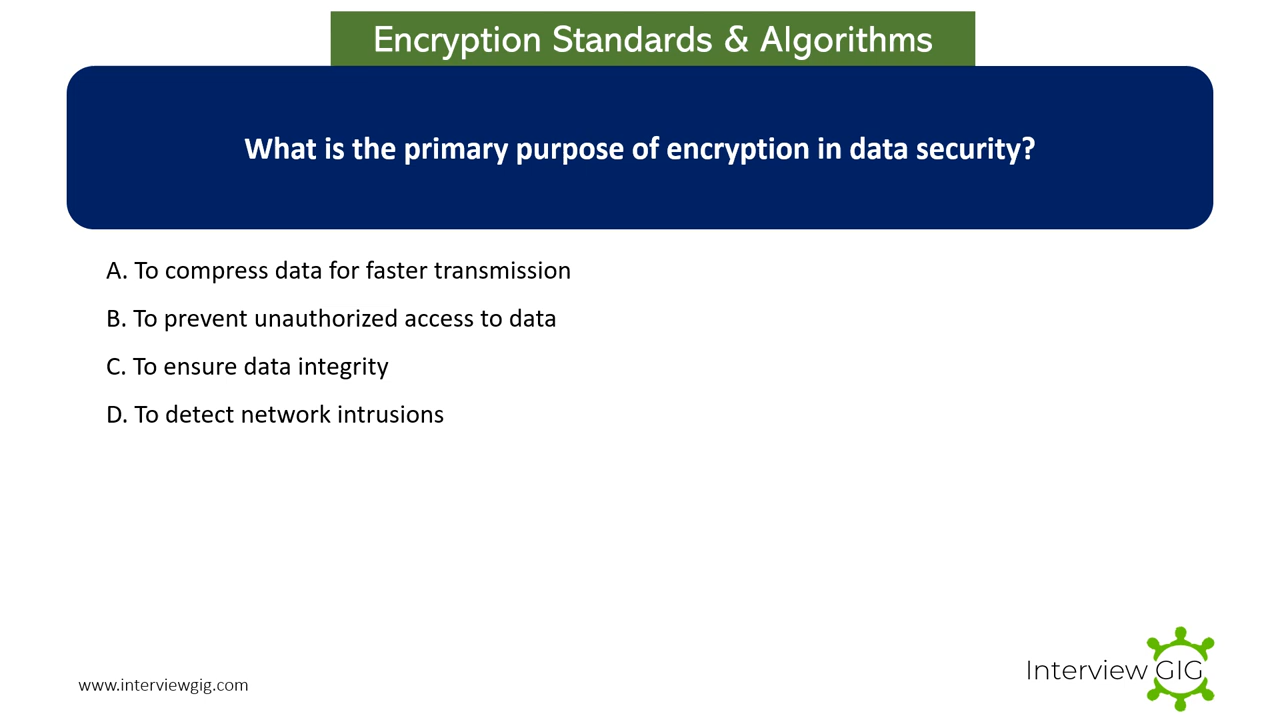 Encryption Standards & Algorithms
What is the primary purpose of encryption in data security?
A. To compress data for faster transmission
B. To prevent unauthorized access to data
C. To ensure data integrity
D. To detect network intrusions
www.interviewgig.com
Interview GIG